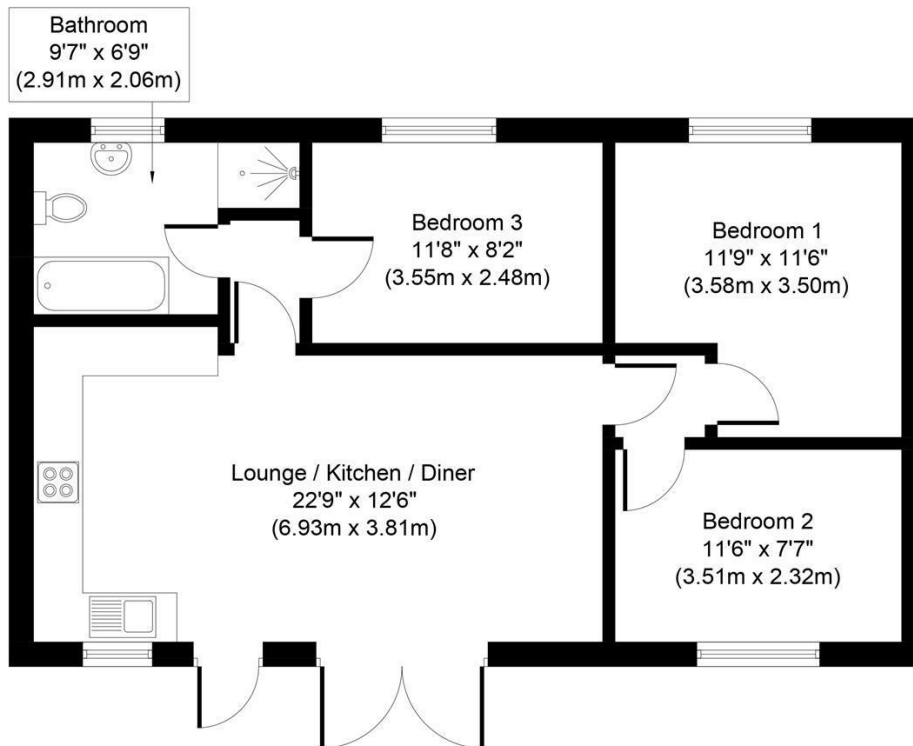 Bathroom
9'7" x 6'9"
(2.91m x 2.06m)
Bedroom 3
11'8" x 8'2"
(3.55m x 2.48m)
Bedroom 1
11'9" x 11'6"
(3.58m x 3.50m)
Lounge / Kitchen / Diner
22'9" x 12'6"
(6.93m x 3.81m)
Bedroom 2
11'6" x 7'7"
(3.51m x 2.32m)